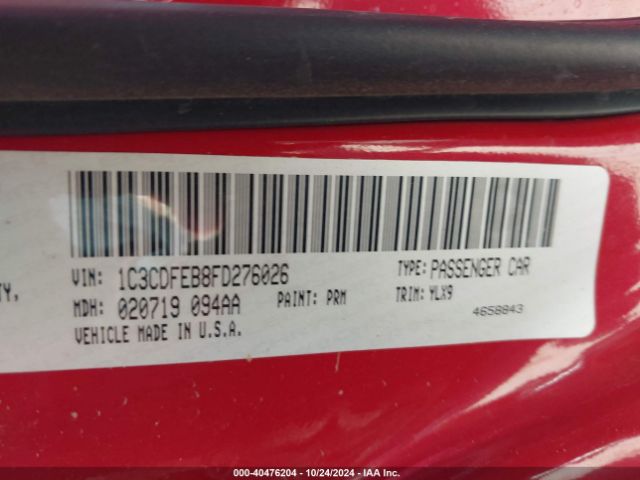 TY,
VIN: 1C3CDFEB8FD276026 TYPE: PASSENGER CAR
MDH: 020719 094AA PAINT: PRM TRIM: YLX9
VEHICLE MADE IN U.S.A. 4658843
000-40476204 - 10/24/2024 - IAA Inc.